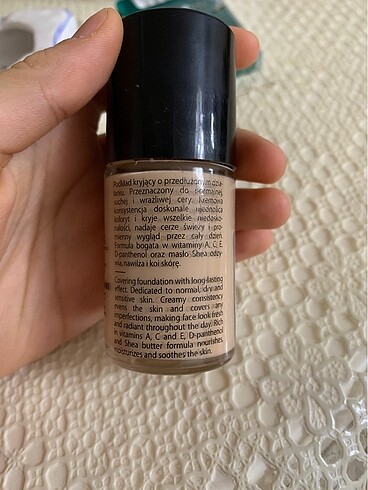 Podkład kryjący o przedłużonym dzia-
łaniu. Przeznaczony do normalnej,
suchej i wrażliwej cery. Kremowa
konsystencja doskonale ujednolica
koloryt i kryje wszelkie niedosko-
nałości, nadaje cerze świeży i pro-
mienny wygląd przez cały dzień.
Formuła bogata w witaminy A, C, E,
D-panthenol oraz masło Shea odży-
wia, nawilża i koi skórę.
Covering foundation with long-lasting
effect. Dedicated to normal, dry and
sensitive skin. Creamy consistency
evens the skin and covers any
imperfections, making face look fresh
and radiant throughout the day. Rich
in vitamins A, C and E, D-panthenol
and Shea butter formula nourishes,
moisturizes and soothes the skin.